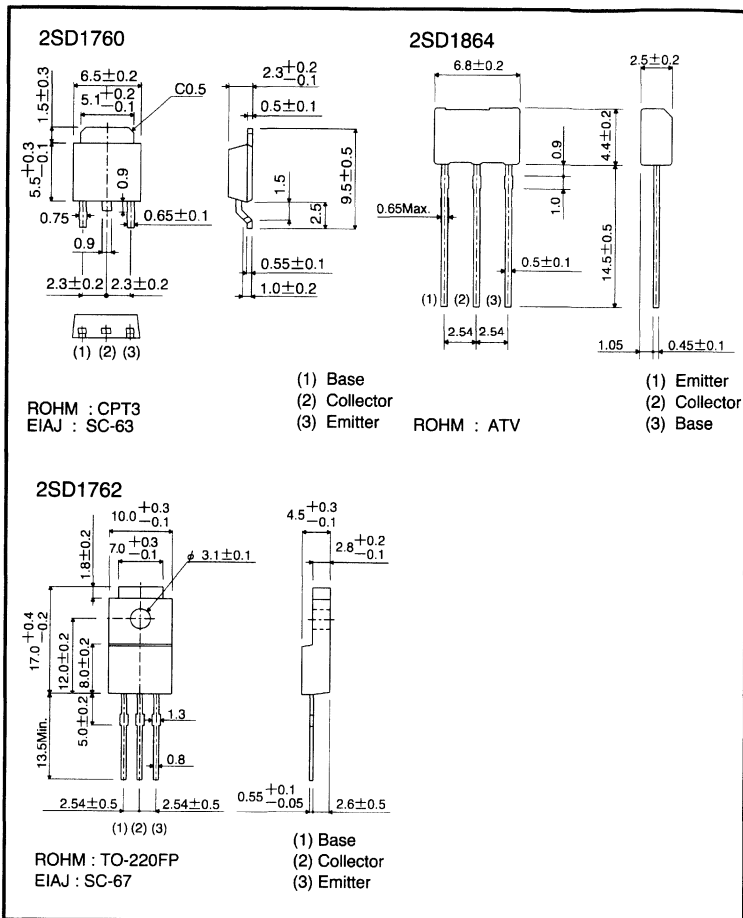 2SD1760
6.5±0.2
5.1+0.2−0.1
C0.5
1.5±0.3
5.5+0.3−0.1
0.9
0.75
0.65±0.1
0.9
2.3±0.2
2.3±0.2
(1) (2) (3)
2.3+0.2−0.1
0.5±0.1
1.5
2.5
9.5±0.5
0.55±0.1
1.0±0.2
ROHM : CPT3
EIAJ : SC-63
(1) Base
(2) Collector
(3) Emitter
2SD1864
6.8±0.2
2.5±0.2
4.4±0.2
0.9
1.0
0.65Max.
14.5±0.5
0.5±0.1
(1) (2) (3)
2.54 2.54
1.05
0.45±0.1
ROHM : ATV
(1) Emitter
(2) Collector
(3) Base
2SD1762
10.0+0.3−0.1
7.0+0.3−0.1
1.8±0.2
φ 3.1±0.1
17.0+0.4−0.2
12.0±0.2
8.0±0.2
5.0±0.2
13.5Min.
1.3
0.8
2.54±0.5
2.54±0.5
(1) (2) (3)
4.5+0.3−0.1
2.8+0.2−0.1
0.55+0.1−0.05
2.6±0.5
ROHM : TO-220FP
EIAJ : SC-67
(1) Base
(2) Collector
(3) Emitter